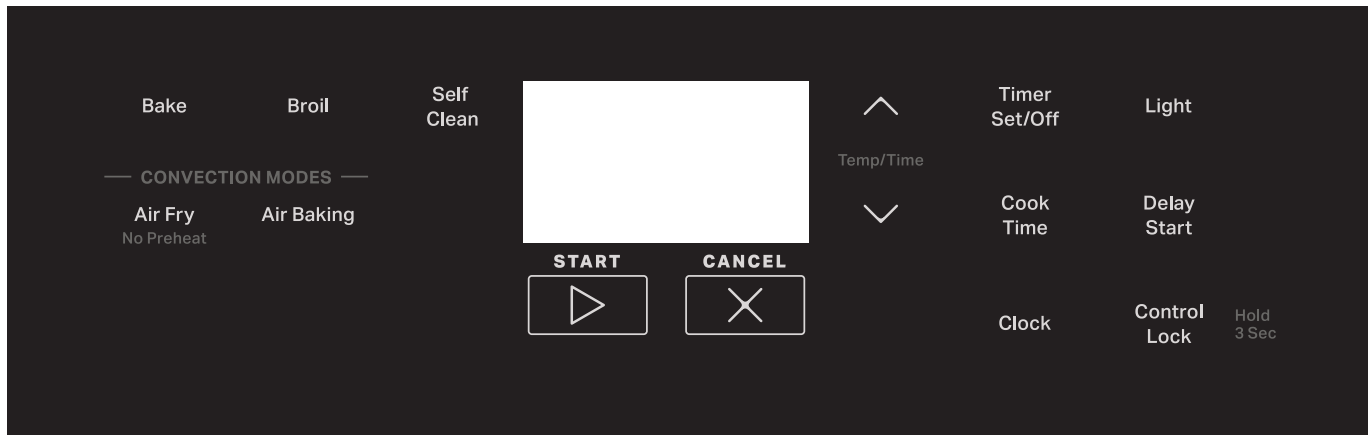 Bake
Broil
Self
Clean
CONVECTION MODES
Air Fry
No Preheat
Air Baking
START
CANCEL
Temp/Time
Timer
Set/Off
Light
Cook
Time
Delay
Start
Clock
Control
Lock
Hold
3 Sec